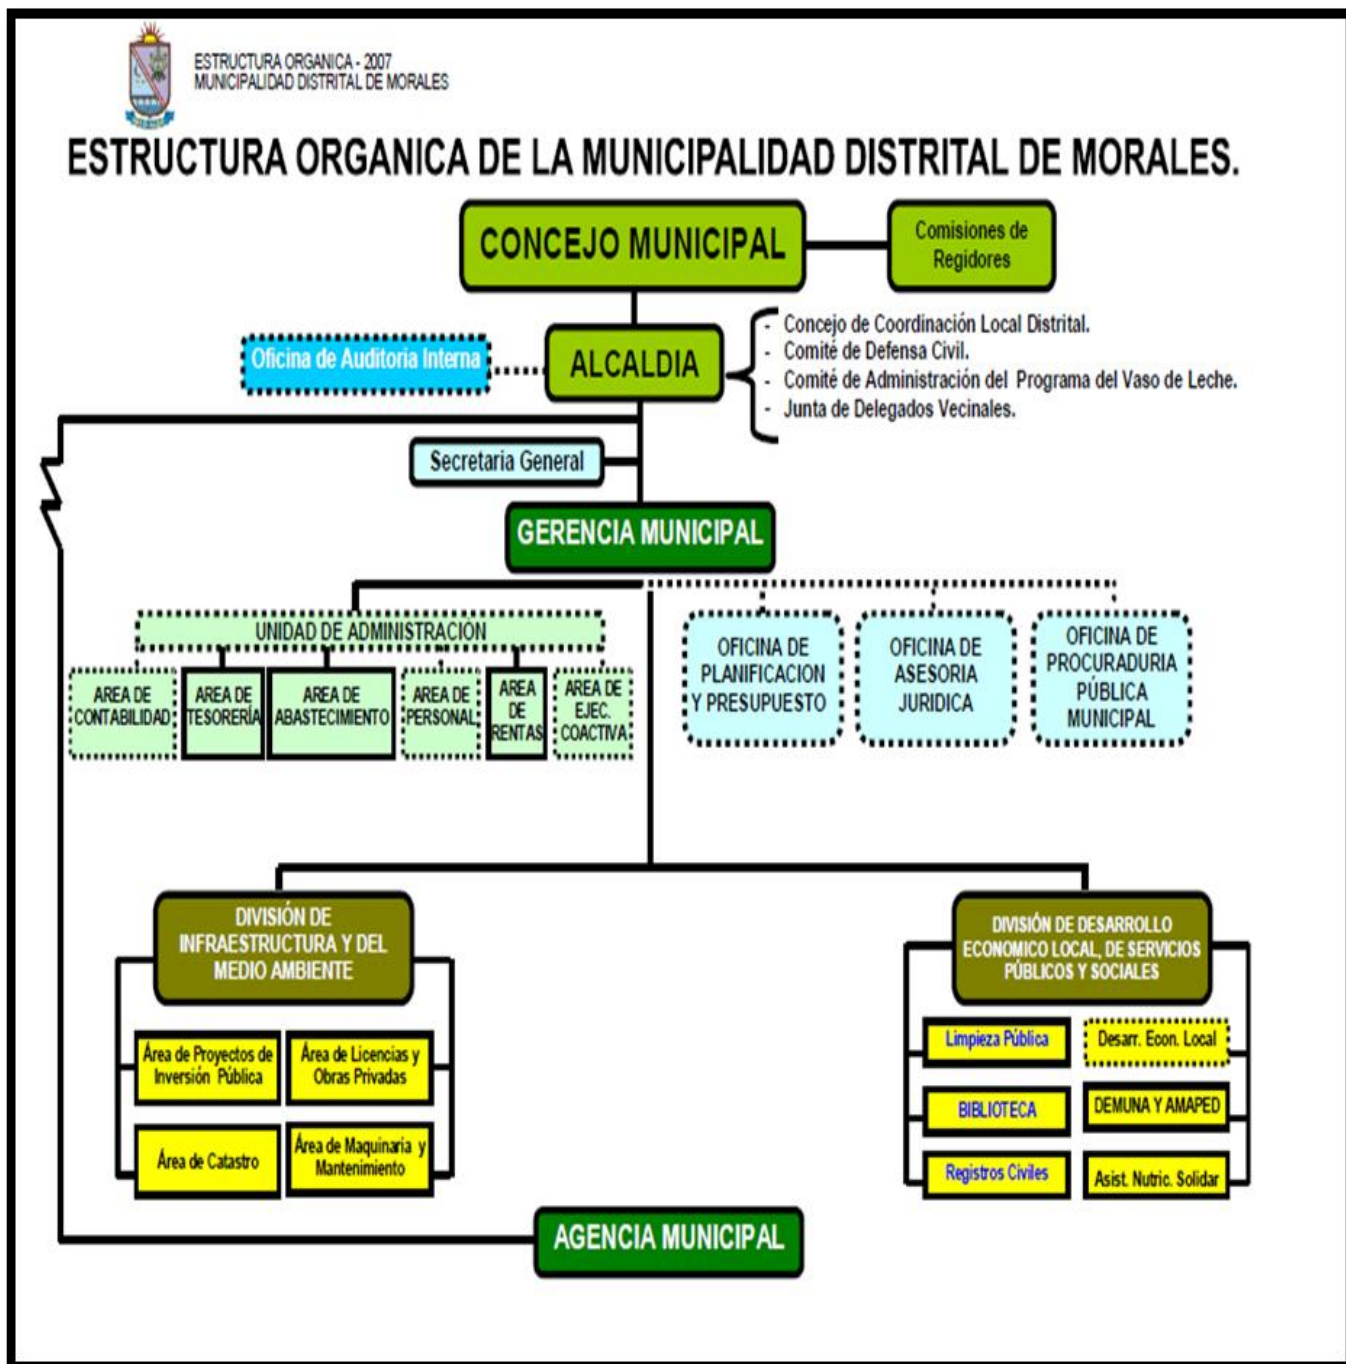 ESTRUCTURA ORGANICA - 2007
MUNICIPALIDAD DISTRITAL DE MORALES
ESTRUCTURA ORGANICA DE LA MUNICIPALIDAD DISTRITAL DE MORALES.
CONCEJO MUNICIPAL
Comisiones de
Regidores
- Concejo de Coordinación Local Distrital.
- Comité de Defensa Civil.
- Comité de Administración del Programa del Vaso de Leche.
- Junta de Delegados Vecinales.
Oficina de Auditoria Interna
ALCALDIA
Secretaria General
GERENCIA MUNICIPAL
UNIDAD DE ADMINISTRACIÓN
AREA DE
CONTABILIDAD
AREA DE
TESORERÍA
AREA DE
ABASTECIMIENTO
AREA DE
PERSONAL
AREA
DE
RENTAS
AREA DE
EJEC.
COACTIVA
OFICINA DE
PLANIFICACION
Y PRESUPUESTO
OFICINA DE
ASESORIA
JURIDICA
OFICINA DE
PROCURADURIA
PÚBLICA
MUNICIPAL
DIVISIÓN DE
INFRAESTRUCTURA Y DEL
MEDIO AMBIENTE
Área de Proyectos de
Inversión Pública
Área de Licencias y
Obras Privadas
Área de Catastro
Área de Maquinaria y
Mantenimiento
DIVISIÓN DE DESARROLLO
ECONOMICO LOCAL, DE SERVICIOS
PÚBLICOS Y SOCIALES
Limpieza Pública
Desarr. Econ. Local
BIBLIOTECA
DEMUNA Y AMAPED
Registros Civiles
Asist. Nutric. Solidar
AGENCIA MUNICIPAL